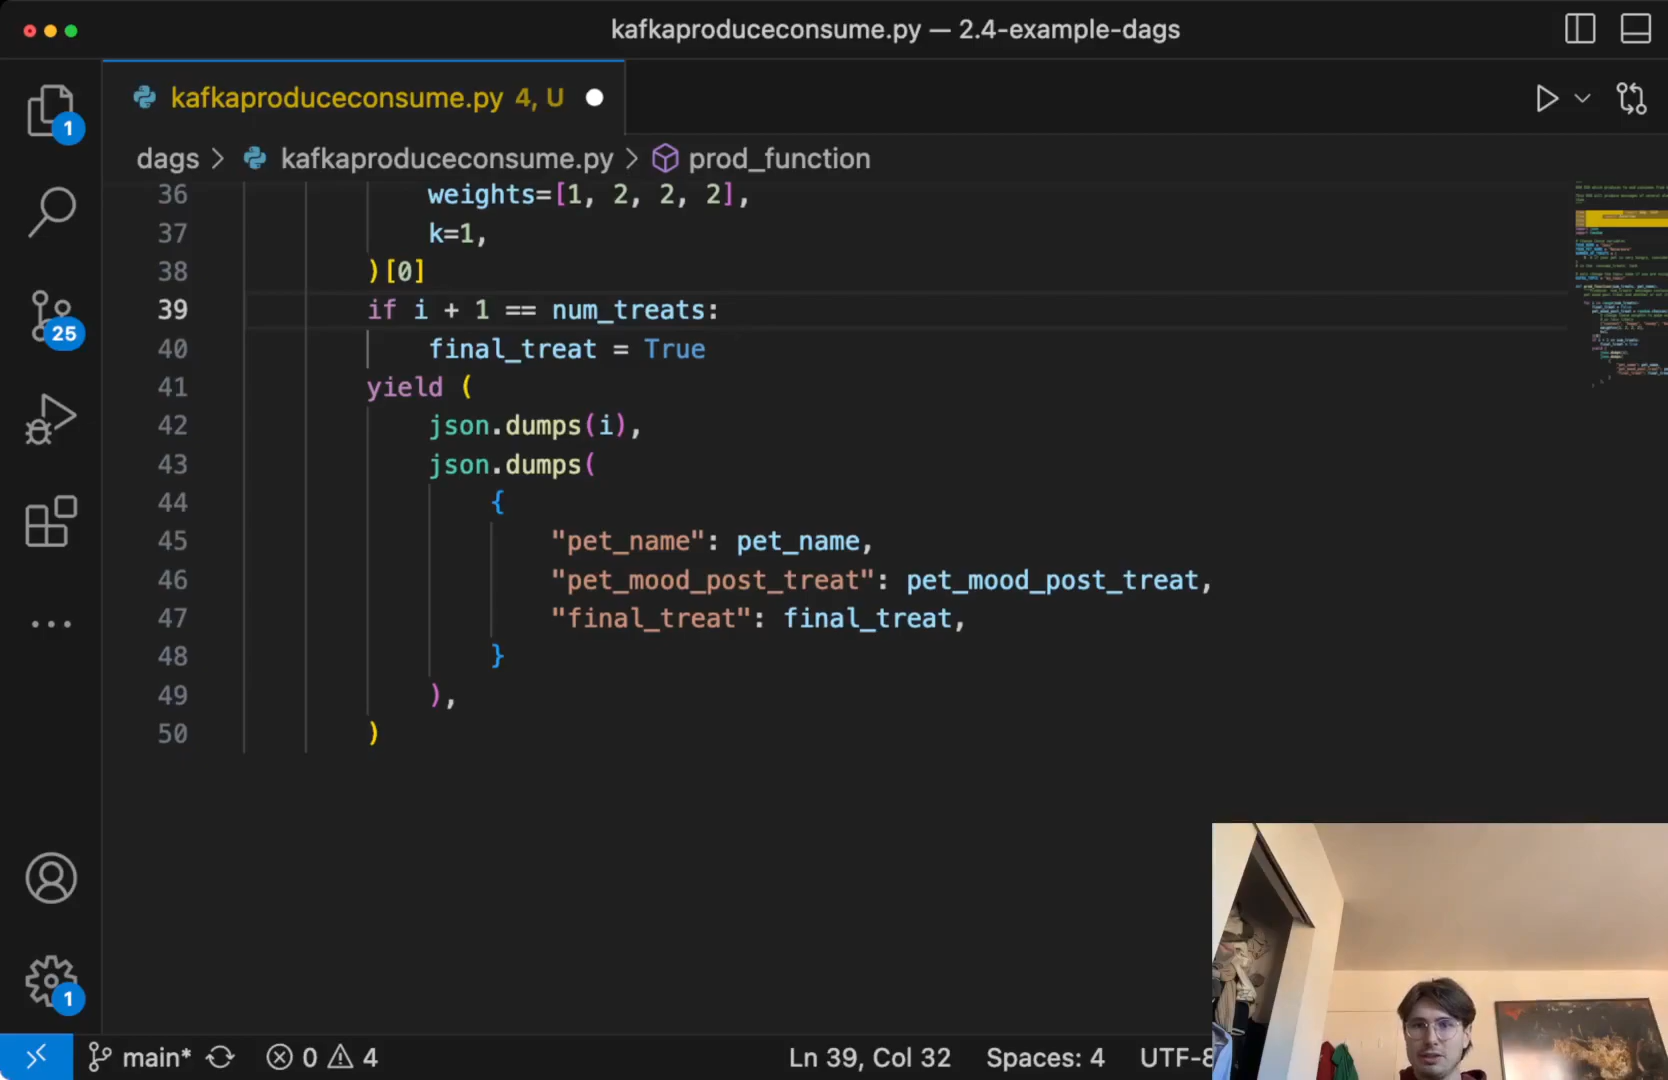 kafkaproduceconsume.py — 2.4-example-dags
kafkaproduceconsume.py 4, U
dags > kafkaproduceconsume.py > prod_function
36 weights=[1, 2, 2, 2],
37 k=1,
38 )[0]
39 if i + 1 == num_treats:
40 final_treat = True
41 yield (
42 json.dumps(i),
43 json.dumps(
44 {
45 "pet_name": pet_name,
46 "pet_mood_post_treat": pet_mood_post_treat,
47 "final_treat": final_treat,
48 }
49 ),
50 )
1
25
1
main* 0 4 Ln 39, Col 32 Spaces: 4 UTF-8